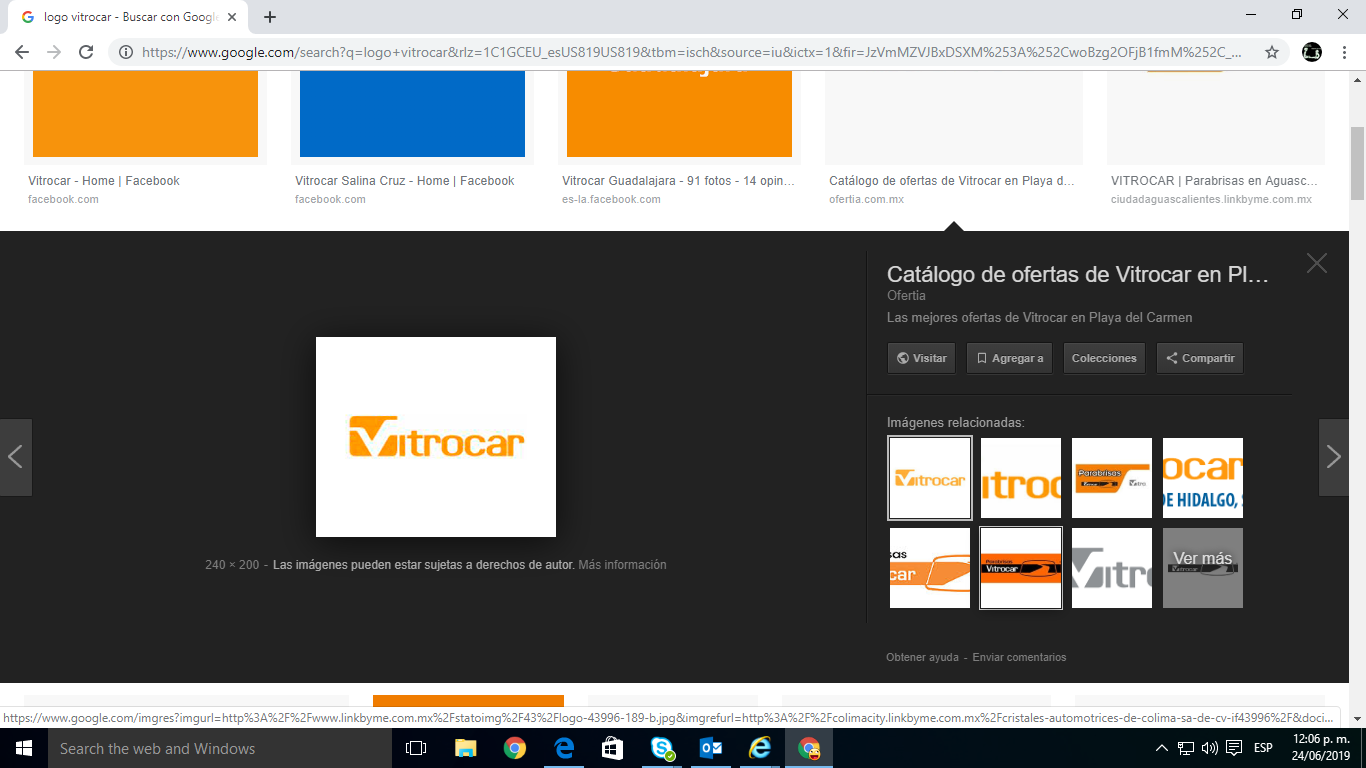 logo vitrocar - Buscar con Googl
https://www.google.com/search?q=logo+vitrocar&rlz=1C1GCEU_esUS819US819&tbm=isch&source=iu&ictx=1&fir=JzVmMZVJBxDSXM%253A%252CwoBzg2OFjB1fmM%252C_...
Vitrocar - Home | Facebook
facebook.com
Vitrocar Salina Cruz - Home | Facebook
facebook.com
Vitrocar Guadalajara - 91 fotos - 14 opin...
es-la.facebook.com
Catálogo de ofertas de Vitrocar en Playa d...
ofertia.com.mx
VITROCAR | Parabrisas en Aguasc...
ciudadaguascalientes.linkbyme.com.mx
Vitrocar
240 × 200 - Las imágenes pueden estar sujetas a derechos de autor. Más información
Catálogo de ofertas de Vitrocar en Pl...
Ofertia
Las mejores ofertas de Vitrocar en Playa del Carmen
Visitar
Agregar a
Colecciones
Compartir
Imágenes relacionadas:
Vitrocar
itroc
Parabrisas
Vitro
ocar
DE HIDALGO, S
sas
car
Parabrisas
Vitrocar
Vitro
Ver más
Vitrocar
Obtener ayuda - Enviar comentarios
https://www.google.com/imgres?imgurl=http%3A%2F%2Fwww.linkbyme.com.mx%2Fstatoimg%2F43%2Flogo-43996-189-b.jpg&imgrefurl=http%3A%2F%2Fcolimacity.linkbyme.com.mx%2Fcristales-automotrices-de-colima-sa-de-cv-if43996%2F&doci...
Search the web and Windows
ESP
12:06 p. m.
24/06/2019